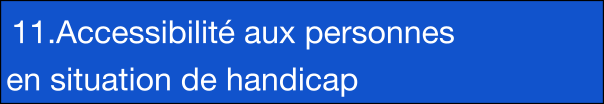 11.Accessibilité aux personnes
en situation de handicap